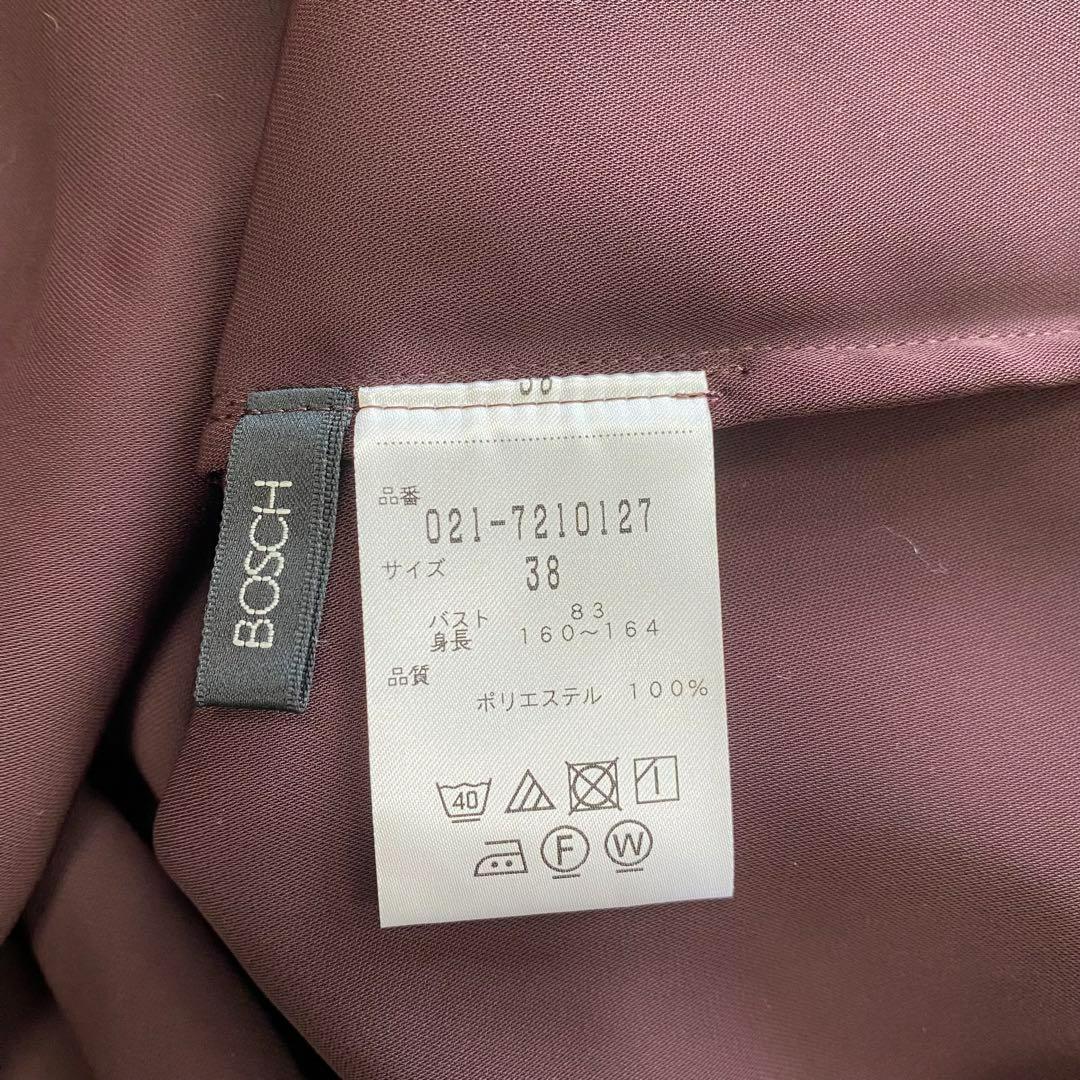 BOSCH
38
品番
021-7210127
サイズ 38
バスト 83
身長 160～164
品質
ポリエステル 100%
40
F W